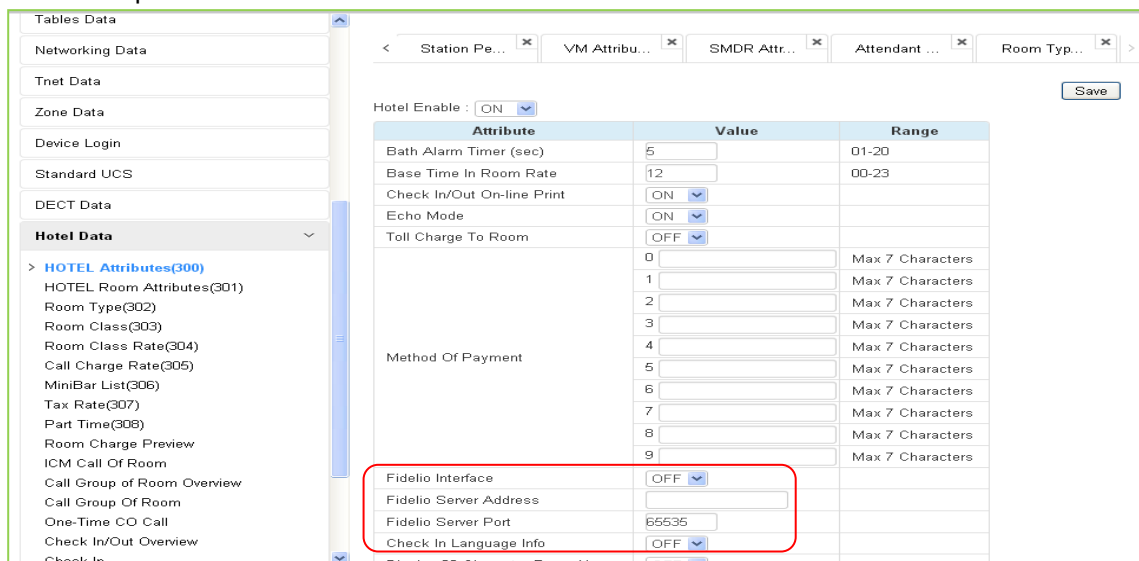 Tables Data
Networking Data
Tnet Data
Zone Data
Device Login
Standard UCS
DECT Data
Hotel Data
> HOTEL Attributes(300)
HOTEL Room Attributes(301)
Room Type(302)
Room Class(303)
Room Class Rate(304)
Call Charge Rate(305)
MiniBar List(306)
Tax Rate(307)
Part Time(308)
Room Charge Preview
ICM Call Of Room
Call Group of Room Overview
Call Group Of Room
One-Time CO Call
Check In/Out Overview
Check In
< Station Pe... VM Attribu... SMDR Attr... Attendant ... Room Typ... >
Save
Hotel Enable : ON
Attribute Value Range
Bath Alarm Timer (sec) 5 01-20
Base Time In Room Rate 12 00-23
Check In/Out On-line Print ON
Echo Mode ON
Toll Charge To Room OFF
Method Of Payment
0 Max 7 Characters
1 Max 7 Characters
2 Max 7 Characters
3 Max 7 Characters
4 Max 7 Characters
5 Max 7 Characters
6 Max 7 Characters
7 Max 7 Characters
8 Max 7 Characters
9 Max 7 Characters
Fidelio Interface OFF
Fidelio Server Address
Fidelio Server Port 65535
Check In Language Info OFF